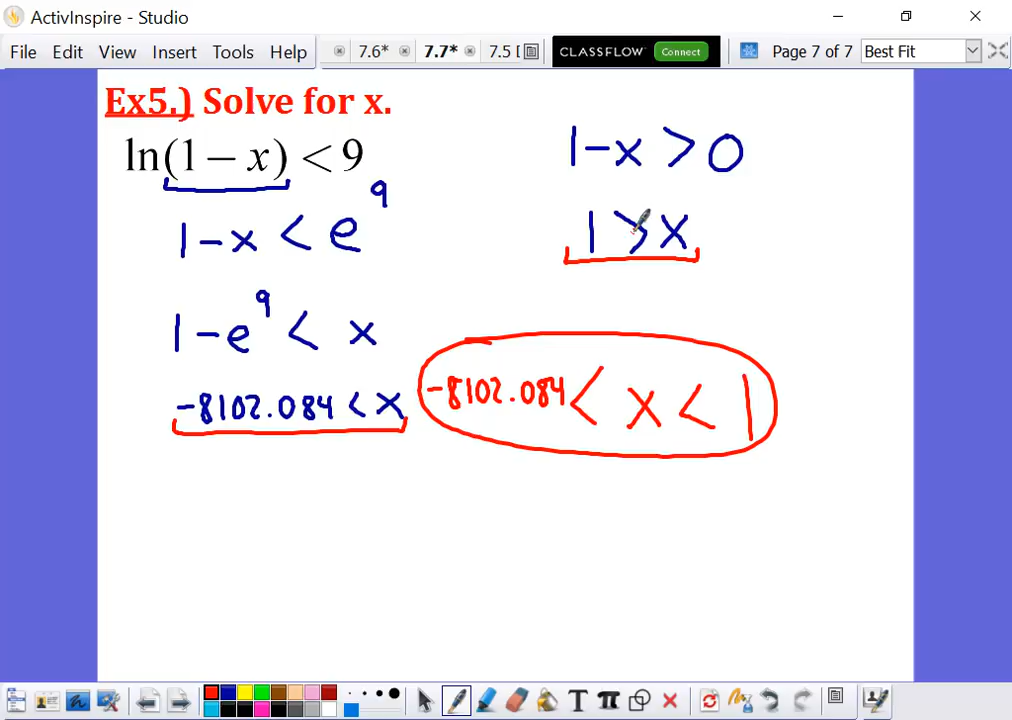 ActivInspire - Studio
File Edit View Insert Tools Help 7.6* 7.7* 7.5 [ CLASSFLOW Connect Page 7 of 7 Best Fit
Ex5.) Solve for x.
ln(1 − x) < 9
1-x < e⁹
1-e⁹ < x
-8102.084 < x
1-x > 0
1 > x
-8102.084 < x < 1